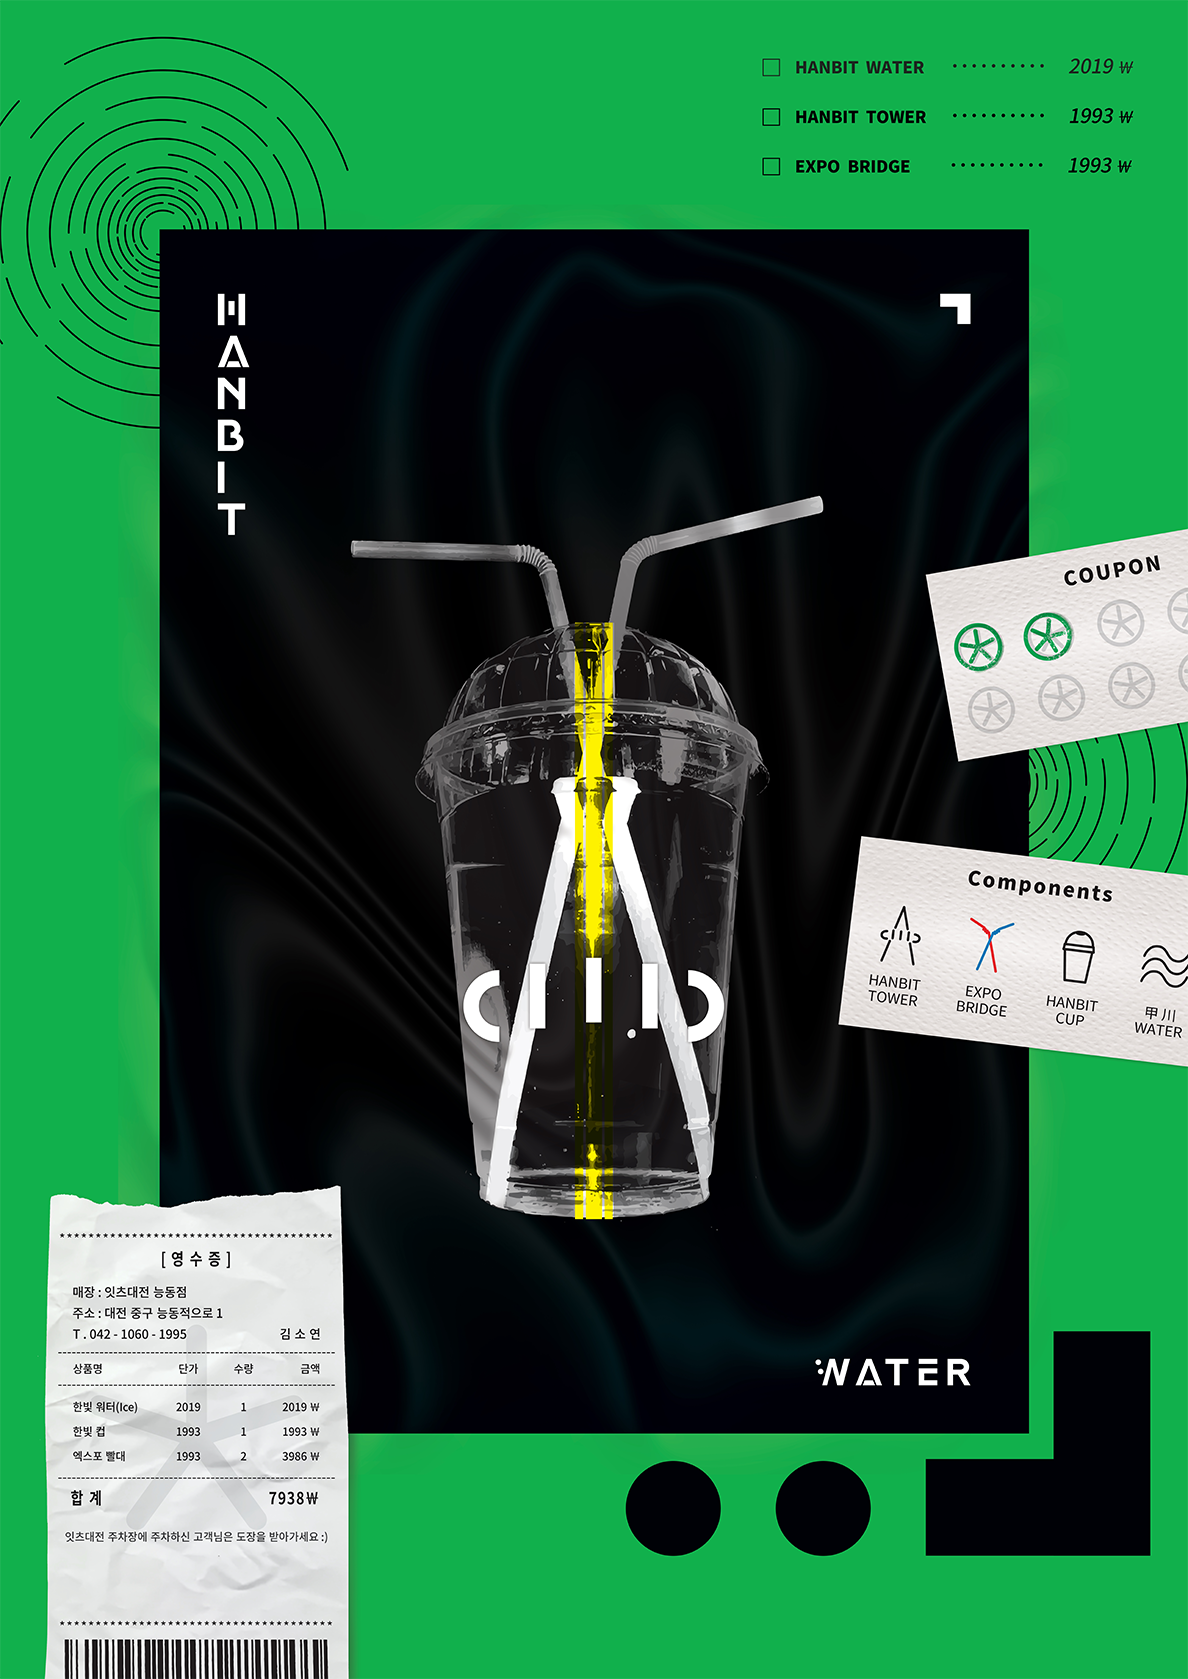 HANBIT WATER ·········· 2019 ₩
HANBIT TOWER ·········· 1993 ₩
EXPO BRIDGE ·········· 1993 ₩
HANBIT
COUPON
Components
HANBIT TOWER
EXPO BRIDGE
HANBIT CUP
甲川 WATER
WATER
[ 영 수 증 ]
매장 : 잇츠대전 능동점
주소 : 대전 중구 능동적으로 1
T . 042 - 1060 - 1995 김 소 연
상품명 단가 수량 금액
한빛 워터(Ice) 2019 1 2019 ₩
한빛 컵 1993 1 1993 ₩
엑스포 빨대 1993 2 3986 ₩
합 계 7938₩
잇츠대전 주차장에 주차하신 고객님은 도장을 받아가세요 :)